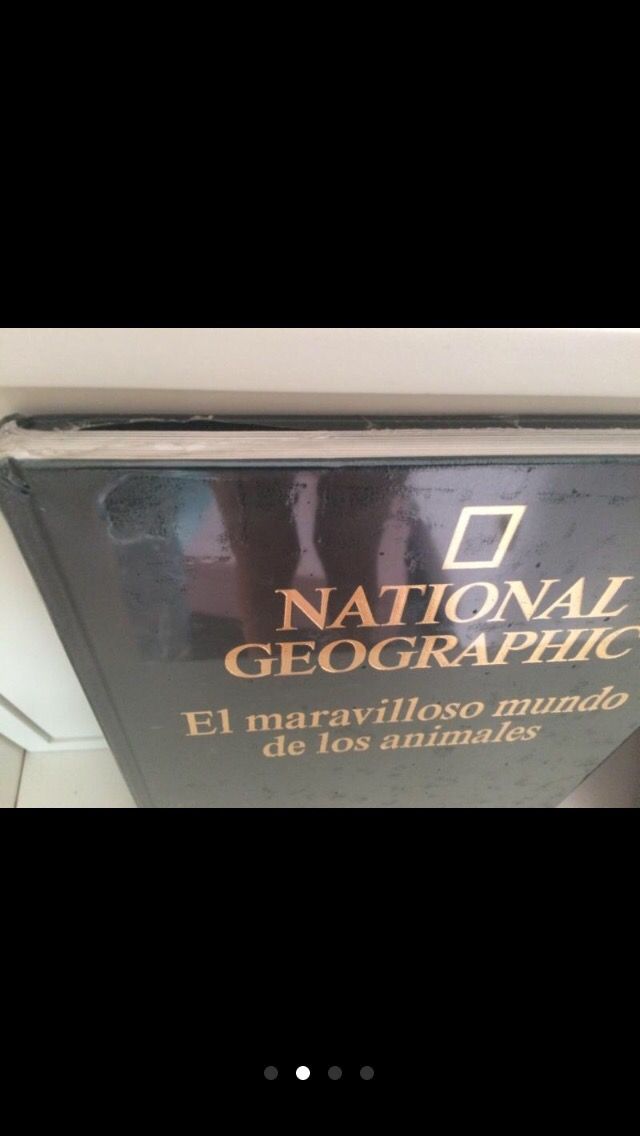 NATIONAL
GEOGRAPHIC
El maravilloso mundo
de los animales